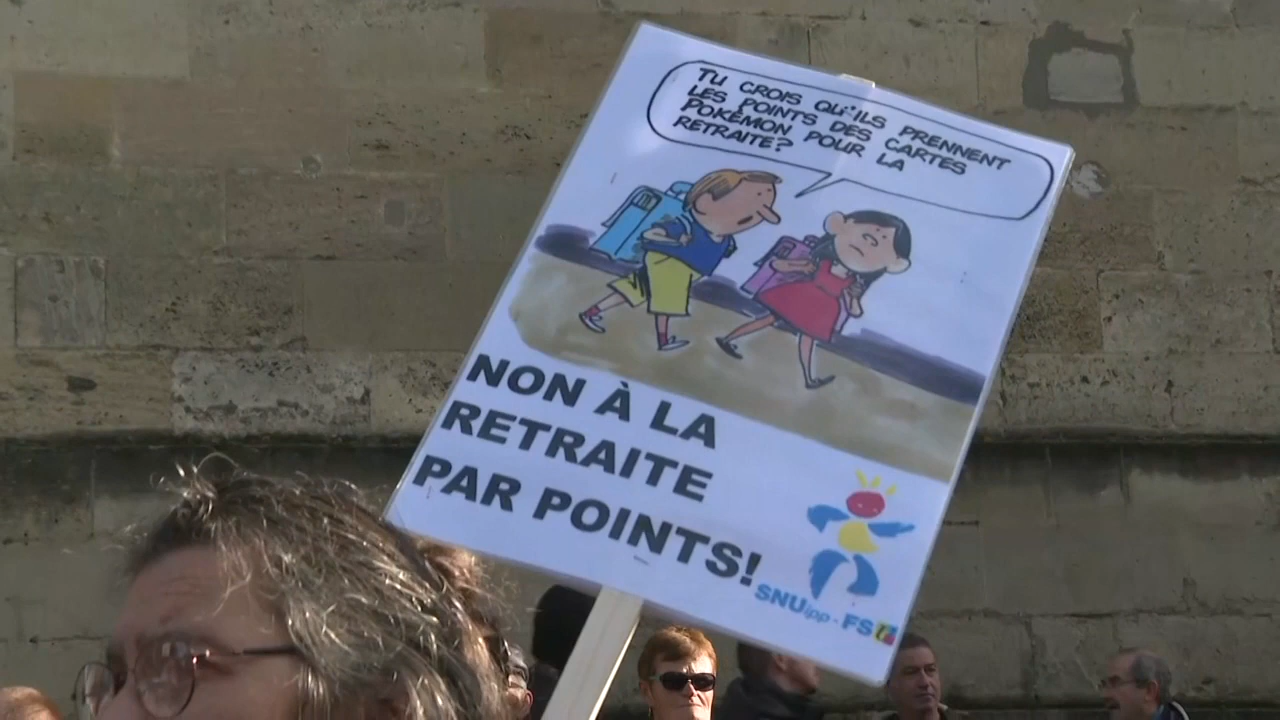 TU CROIS QU'ILS PRENNENT
LES POINTS DES CARTES
POKÉMON POUR LA
RETRAITE?
NON À LA
RETRAITE
PAR POINTS!
SNUipp - FSU